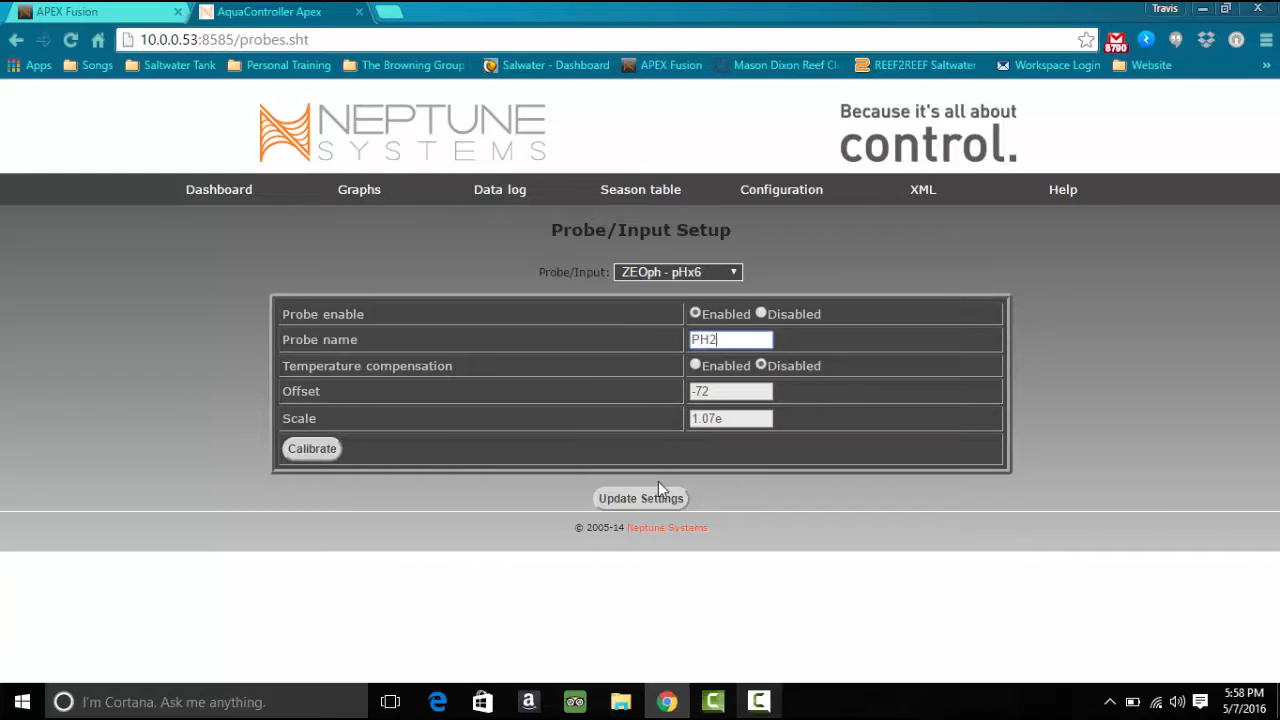 APEX Fusion × AquaController Apex × Travis
10.0.0.53:8585/probes.sht 8790
Apps Songs Saltwater Tank Personal Training The Browning Group Salwater - Dashboard APEX Fusion Mason Dixon Reef Cl REEF2REEF Saltwater Workspace Login Website »
NEPTUNE
SYSTEMS
Because it's all about
control.
Dashboard Graphs Data log Season table Configuration XML Help
Probe/Input Setup
Probe/Input: ZEOph - pHx6
Probe enable Enabled Disabled
Probe name PH2
Temperature compensation Enabled Disabled
Offset -72
Scale 1.07e
Calibrate
Update Settings
© 2005-14 Neptune Systems
I'm Cortana. Ask me anything.
5:58 PM
5/7/2016